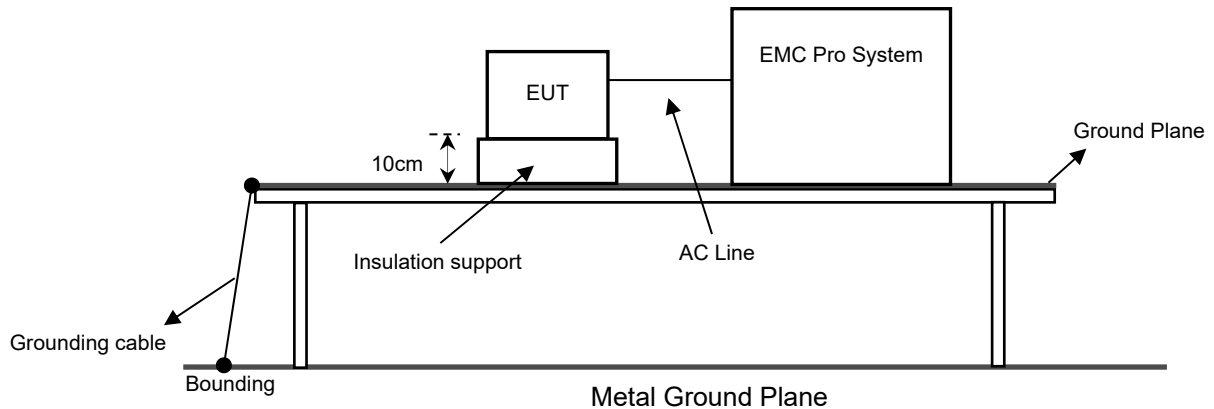 EMC Pro System
EUT
Ground Plane
10cm
Insulation support
AC Line
Grounding cable
Bounding
Metal Ground Plane